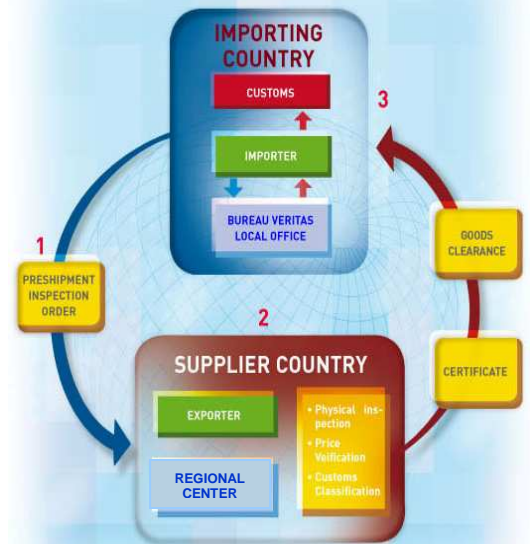 IMPORTING
COUNTRY
CUSTOMS
3
IMPORTER
BUREAU VERITAS
LOCAL OFFICE
1
PRESHIPMENT
INSPECTION
ORDER
GOODS
CLEARANCE
2
SUPPLIER COUNTRY
CERTIFICATE
EXPORTER
• Physical ins-
pection
• Price
Veification
• Customs
Classification
REGIONAL
CENTER